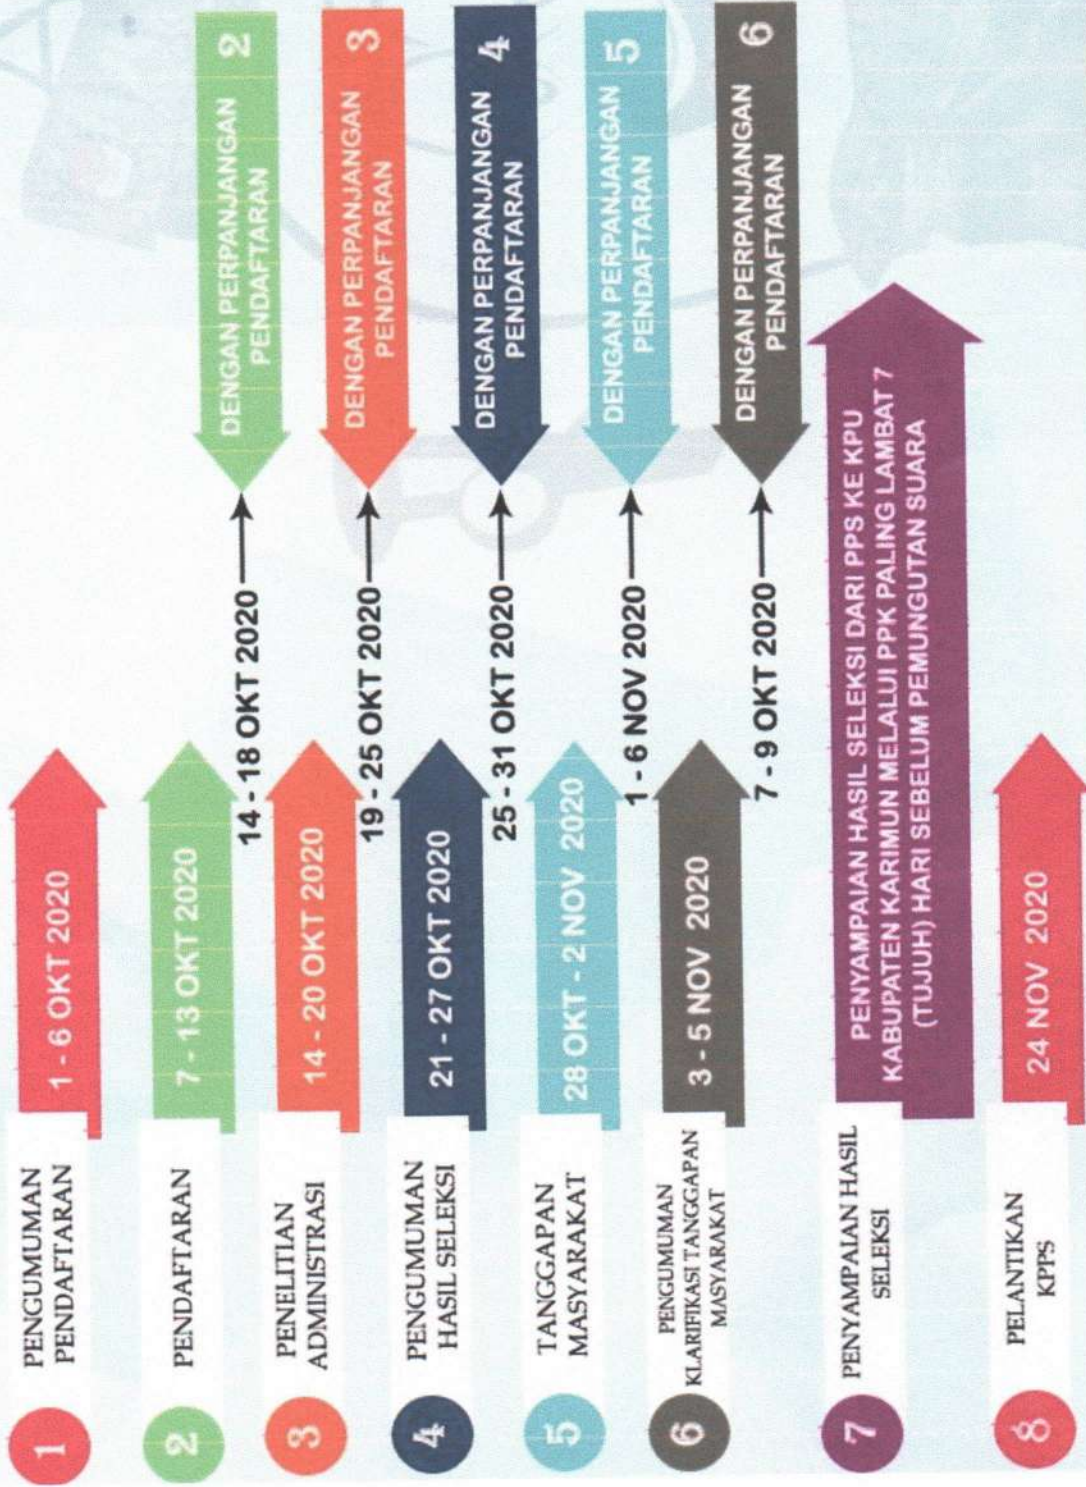 1
PENGUMUMAN
PENDAFTARAN
1 - 6 OKT 2020
2
PENDAFTARAN
7 - 13 OKT 2020
14 - 18 OKT 2020
DENGAN PERPANJANGAN
PENDAFTARAN
2
3
PENELITIAN
ADMINISTRASI
14 - 20 OKT 2020
19 - 25 OKT 2020
DENGAN PERPANJANGAN
PENDAFTARAN
3
4
PENGUMUMAN
HASIL SELEKSI
21 - 27 OKT 2020
25 - 31 OKT 2020
DENGAN PERPANJANGAN
PENDAFTARAN
4
5
TANGGAPAN
MASYARAKAT
28 OKT - 2 NOV 2020
1 - 6 NOV 2020
DENGAN PERPANJANGAN
PENDAFTARAN
5
6
PENGUMUMAN
KLARIFIKASI TANGGAPAN
MASYARAKAT
3 - 5 NOV 2020
7 - 9 OKT 2020
DENGAN PERPANJANGAN
PENDAFTARAN
6
7
PENYAMPAIAN HASIL
SELEKSI
PENYAMPAIAN HASIL SELEKSI DARI PPS KE KPU
KABUPATEN KARIMUN MELALUI PPK PALING LAMBAT 7
(TUJUH) HARI SEBELUM PEMUNGUTAN SUARA
8
PELANTIKAN
KPPS
24 NOV 2020